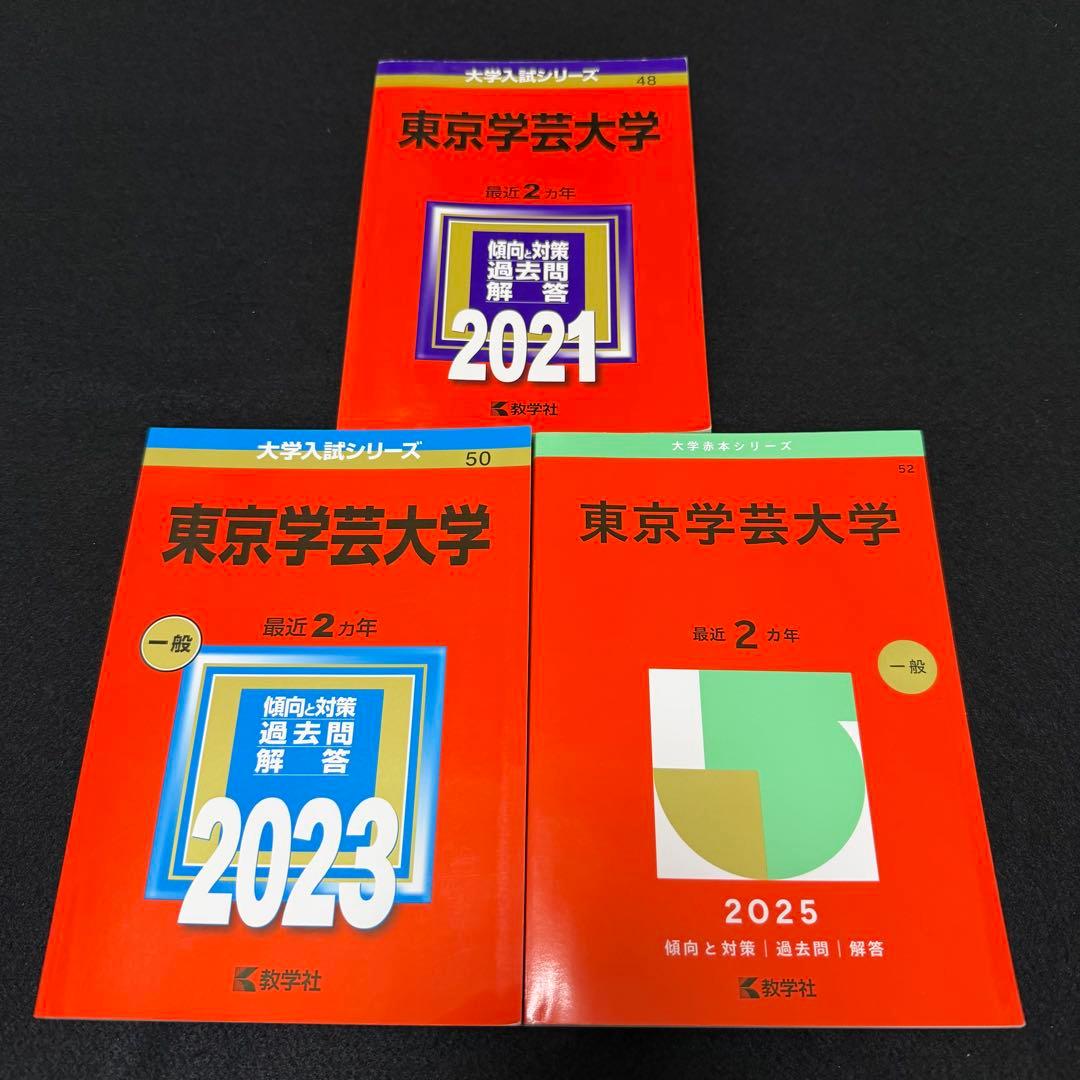 大学入試シリーズ
48
東京学芸大学
最近2ヵ年
傾向と対策
過去問
解答
2021
教学社
大学入試シリーズ
50
東京学芸大学
最近2ヵ年
一般
傾向と対策
過去問
解答
2023
教学社
大学赤本シリーズ
52
東京学芸大学
最近2ヵ年
一般
2025
傾向と対策|過去問|解答
教学社